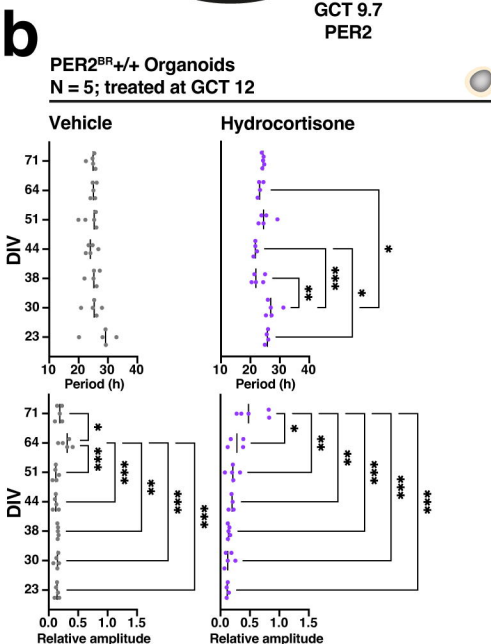 GCT 9.7
PER2
b
PER2BR+/+ Organoids
N = 5; treated at GCT 12
Vehicle
Hydrocortisone
DIV
71
64
51
44
38
30
23
10 20 30 40
Period (h)
*
**
***
*
10 20 30 40
Period (h)
DIV
71
64
51
44
38
30
23
*
***
***
**
***
***
0.0 0.5 1.0 1.5
Relative amplitude
*
**
**
***
***
***
0.0 0.5 1.0 1.5
Relative amplitude